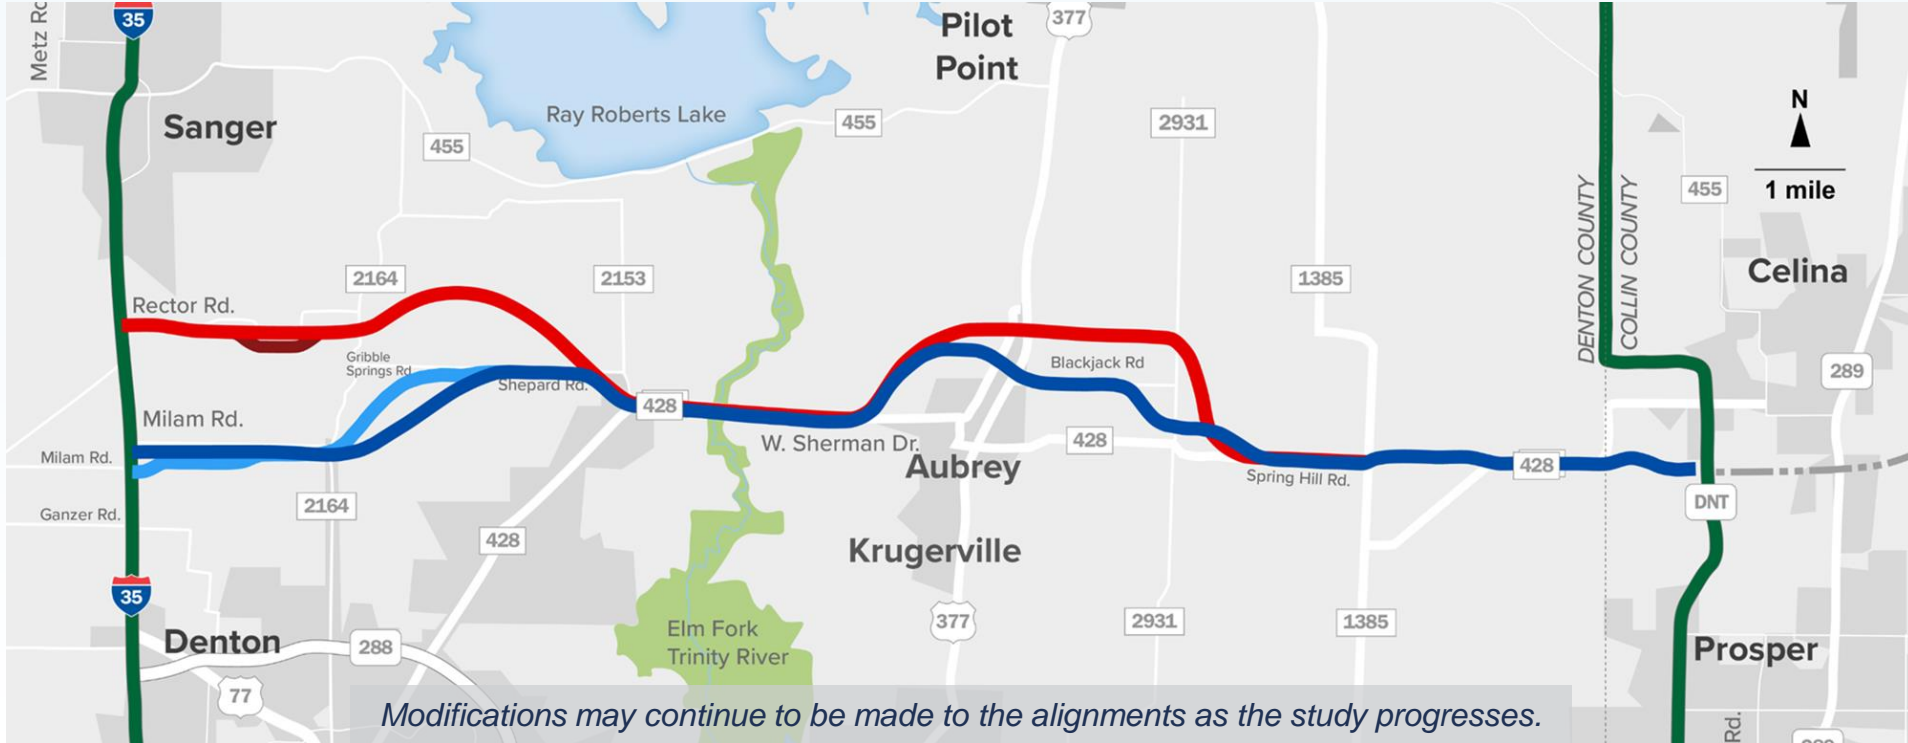 35
Metz Rd
Pilot
Point
377
Sanger
455
Ray Roberts Lake
455
2931
N
1 mile
455
DENTON COUNTY
COLLIN COUNTY
Celina
2164
2153
1385
Rector Rd.
Gribble
Springs Rd
Shepard Rd.
Blackjack Rd
289
Milam Rd.
428
Milam Rd.
W. Sherman Dr.
428
Aubrey
Spring Hill Rd.
428
2164
Ganzer Rd.
DNT
428
Krugerville
35
Denton
288
Elm Fork
Trinity River
377
2931
1385
Prosper
77
Modifications may continue to be made to the alignments as the study progresses.
Rd.